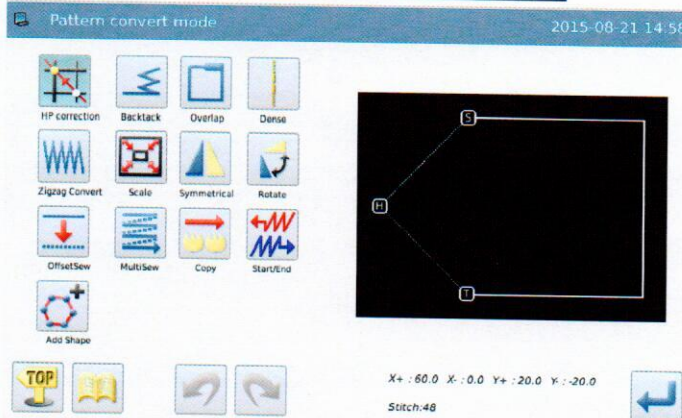 Pattern convert mode
2015-08-21 14:58
HP correction Backtack Overlap Dense
Zigzag Convert Scale Symmetrical Rotate
OffsetSew MultiSew Copy Start/End
Add Shape
S
H
T
TOP
X+ : 60.0 X- : 0.0 Y+ : 20.0 Y- : -20.0
Stitch:48